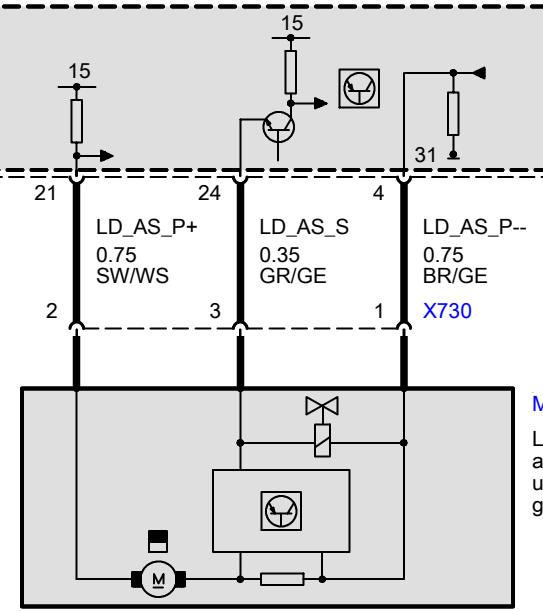 15
15
31
21
24
4
LD_AS_P+
LD_AS_S
LD_AS_P--
0.75
0.35
0.75
SW/WS
GR/GE
BR/GE
2
3
1
X730
M